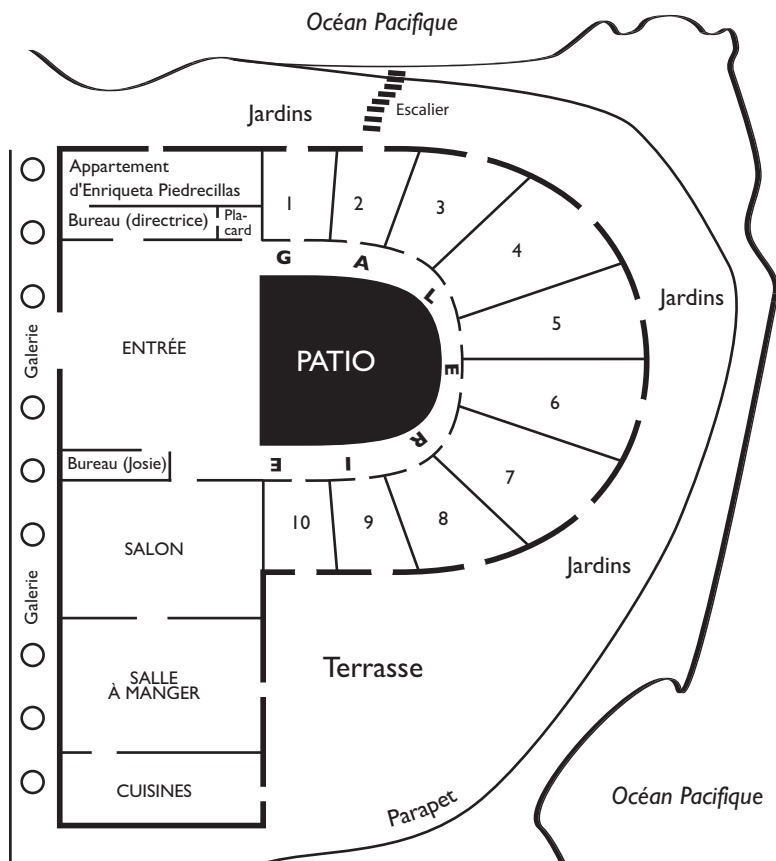 Océan Pacifique
Jardins
Escalier
Appartement
d'Enriqueta Piedrecillas
Bureau (directrice)
Pla-
card
1
2
3
4
5
6
7
8
9
10
GALERIE
Jardins
Galerie
ENTRÉE
PATIO
Bureau (Josie)
SALON
Jardins
Galerie
Terrasse
SALLE
À MANGER
CUISINES
Parapet
Océan Pacifique